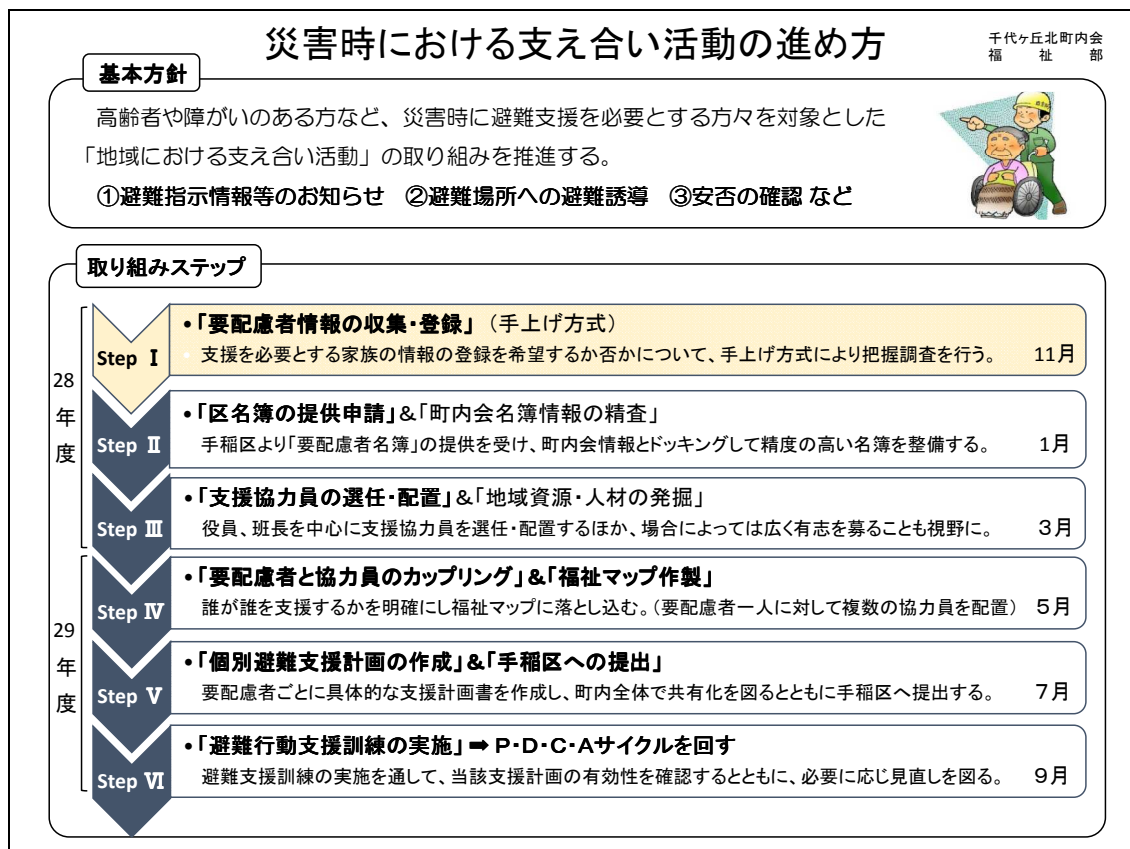 災害時における支え合い活動の進め方
千代ヶ丘北町内会
福祉部
基本方針
高齢者や障がいのある方など、災害時に避難支援を必要とする方々を対象とした
「地域における支え合い活動」の取り組みを推進する。
①避難指示情報等のお知らせ ②避難場所への避難誘導 ③安否の確認 など
取り組みステップ
28年度
Step Ⅰ
•「要配慮者情報の収集・登録」（手上げ方式）
支援を必要とする家族の情報の登録を希望するか否かについて、手上げ方式により把握調査を行う。 11月
Step Ⅱ
•「区名簿の提供申請」＆「町内会名簿情報の精査」
手稲区より「要配慮者名簿」の提供を受け、町内会情報とドッキングして精度の高い名簿を整備する。 1月
Step Ⅲ
•「支援協力員の選任・配置」＆「地域資源・人材の発掘」
役員、班長を中心に支援協力員を選任・配置するほか、場合によっては広く有志を募ることも視野に。 3月
29年度
Step Ⅳ
•「要配慮者と協力員のカップリング」＆「福祉マップ作製」
誰が誰を支援するかを明確にし福祉マップに落とし込む。（要配慮者一人に対して複数の協力員を配置） 5月
Step Ⅴ
•「個別避難支援計画の作成」＆「手稲区への提出」
要配慮者ごとに具体的な支援計画書を作成し、町内全体で共有化を図るとともに手稲区へ提出する。 7月
Step Ⅵ
•「避難行動支援訓練の実施」➡P・D・C・Aサイクルを回す
避難支援訓練の実施を通して、当該支援計画の有効性を確認するとともに、必要に応じ見直しを図る。 9月